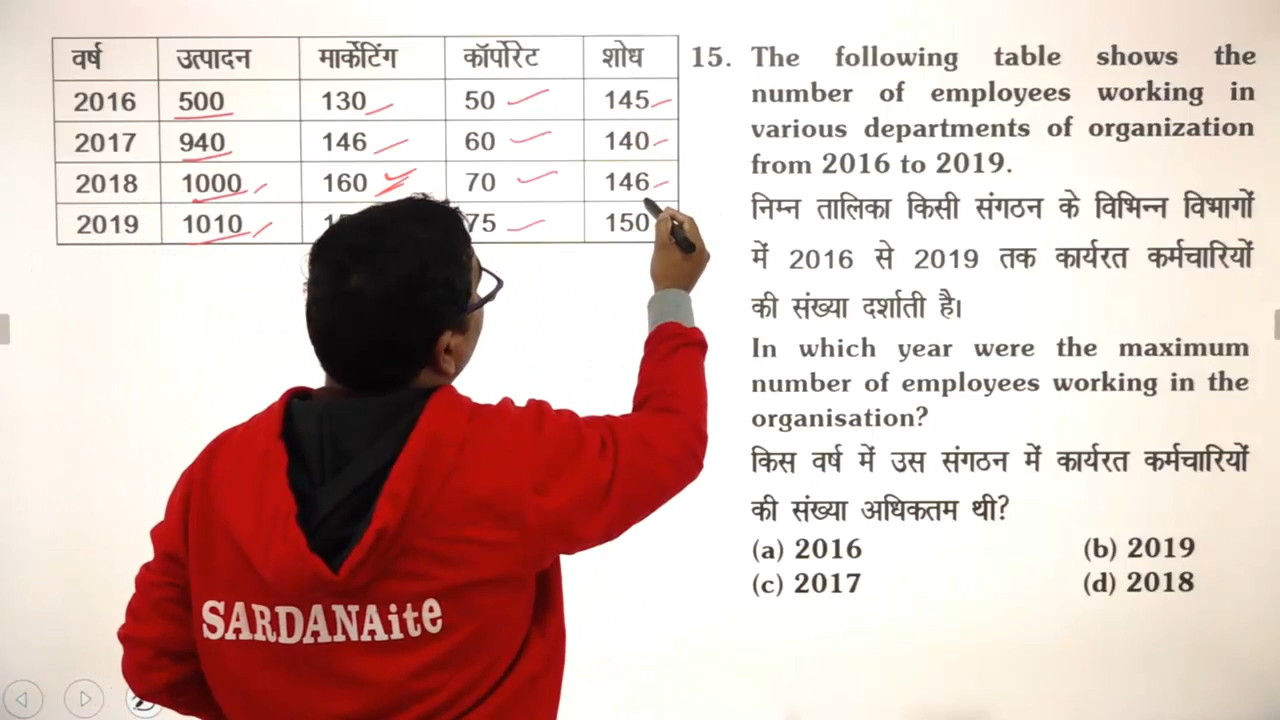 वर्ष उत्पादन मार्केटिंग कॉर्पोरेट शोध
2016 500 130 50 145
2017 940 146 60 140
2018 1000 160 70 146
2019 1010 75 150
15. The following table shows the
number of employees working in
various departments of organization
from 2016 to 2019.
निम्न तालिका किसी संगठन के विभिन्न विभागों
में 2016 से 2019 तक कार्यरत कर्मचारियों
की संख्या दर्शाती है।
In which year were the maximum
number of employees working in the
organisation?
किस वर्ष में उस संगठन में कार्यरत कर्मचारियों
की संख्या अधिकतम थी?
(a) 2016 (b) 2019
(c) 2017 (d) 2018
SARDANAite